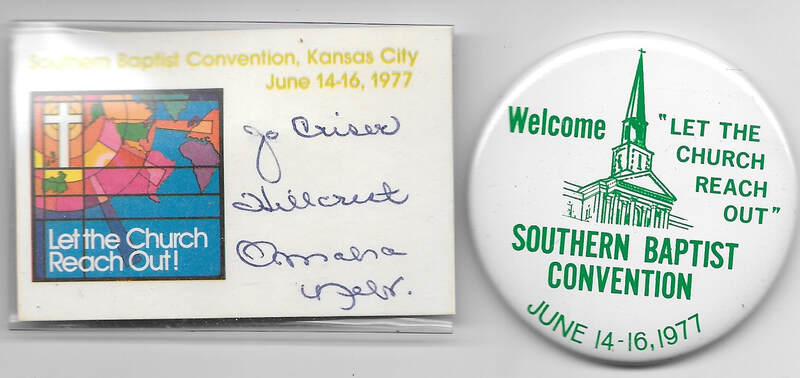 Southern Baptist Convention, Kansas City
June 14-16, 1977
Jo Criser
Hillcrest
Omaha
Nebr.
Let the Church
Reach Out!
Welcome
"LET THE
CHURCH
REACH
OUT"
SOUTHERN BAPTIST
CONVENTION
JUNE 14-16, 1977